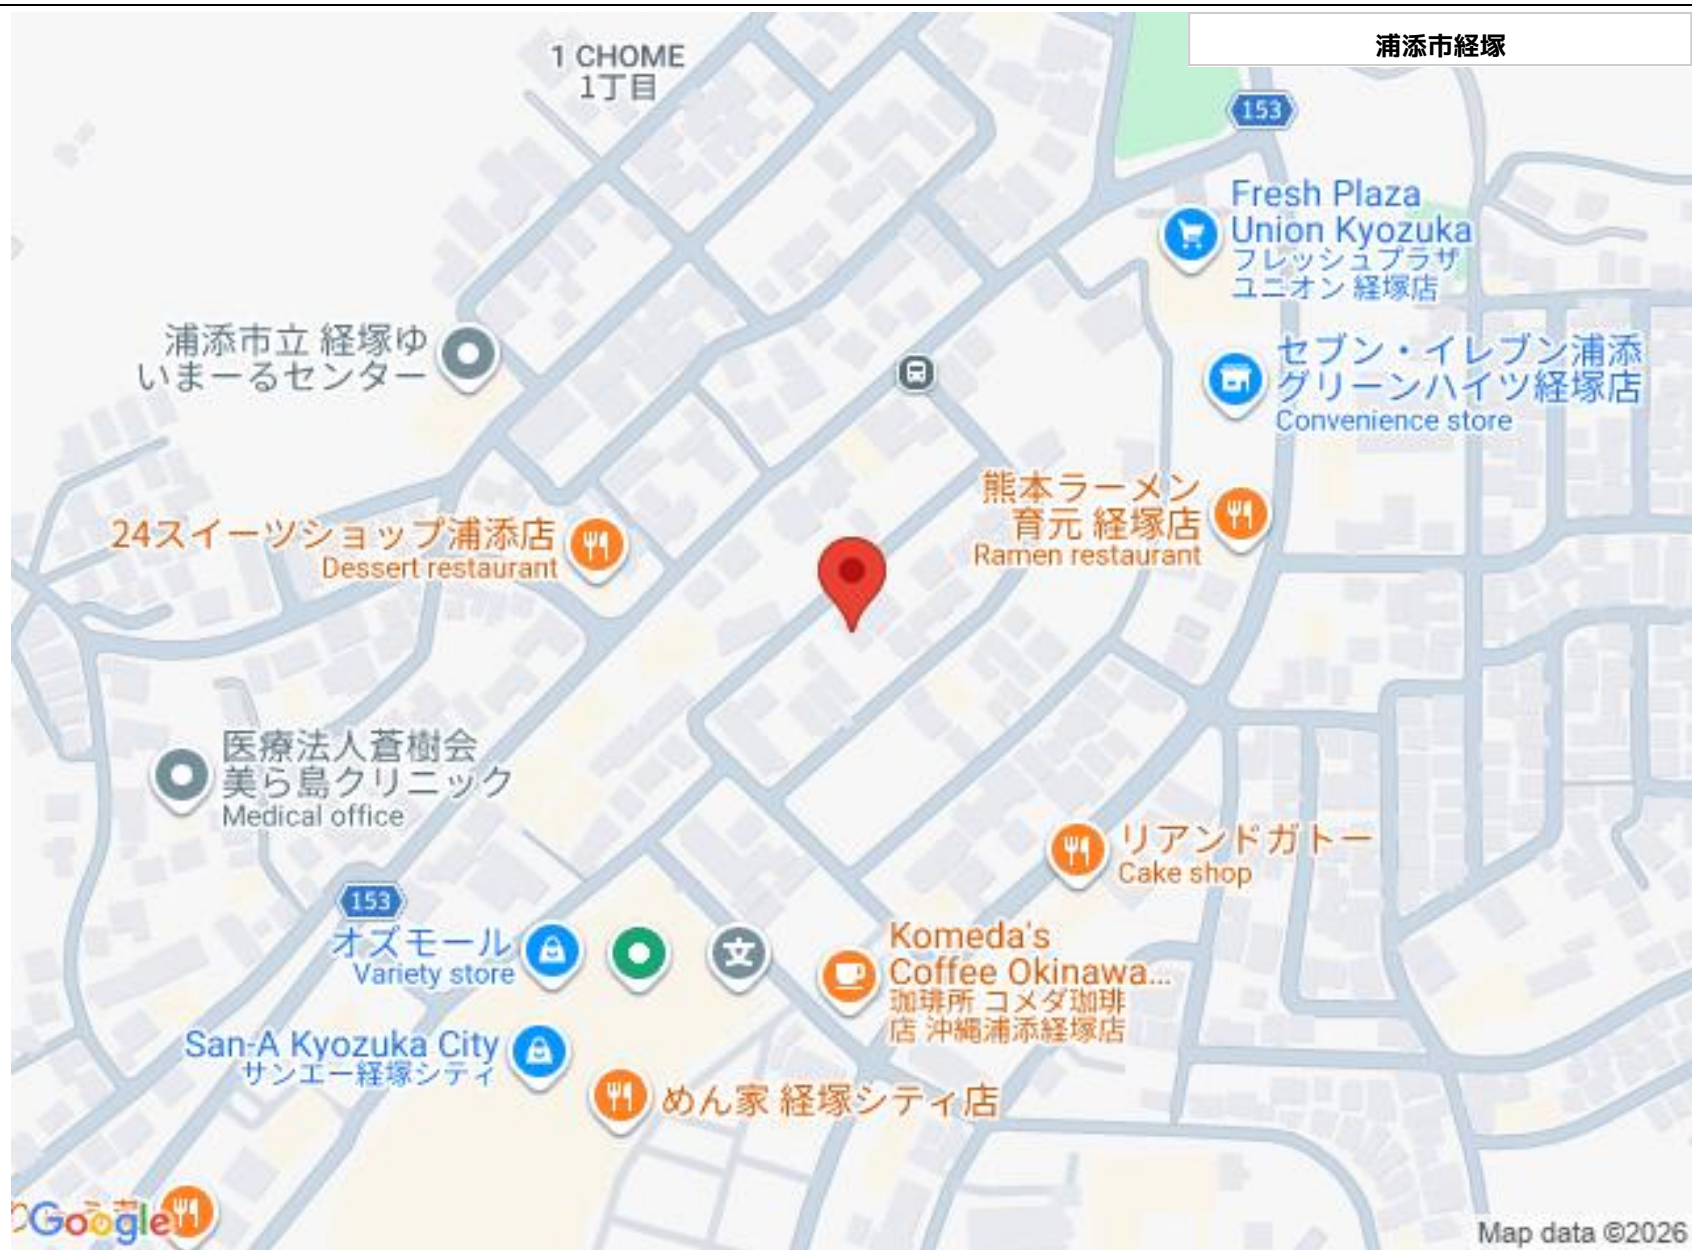 浦添市経塚
1 CHOME
1丁目
153
Fresh Plaza
Union Kyozuka
フレッシュプラザ
ユニオン 経塚店
浦添市立 経塚ゆ
いまーるセンター
セブン・イレブン浦添
グリーンハイツ経塚店
Convenience store
熊本ラーメン
育元 経塚店
Ramen restaurant
24スイーツショップ浦添店
Dessert restaurant
医療法人蒼樹会
美ら島クリニック
Medical office
リアンドガトー
Cake shop
153
オズモール
Variety store
文
Komeda's
Coffee Okinawa...
珈琲所 コメダ珈琲
店 沖縄浦添経塚店
San-A Kyozuka City
サンエー経塚シティ
めん家 経塚シティ店
Google
Map data ©2026